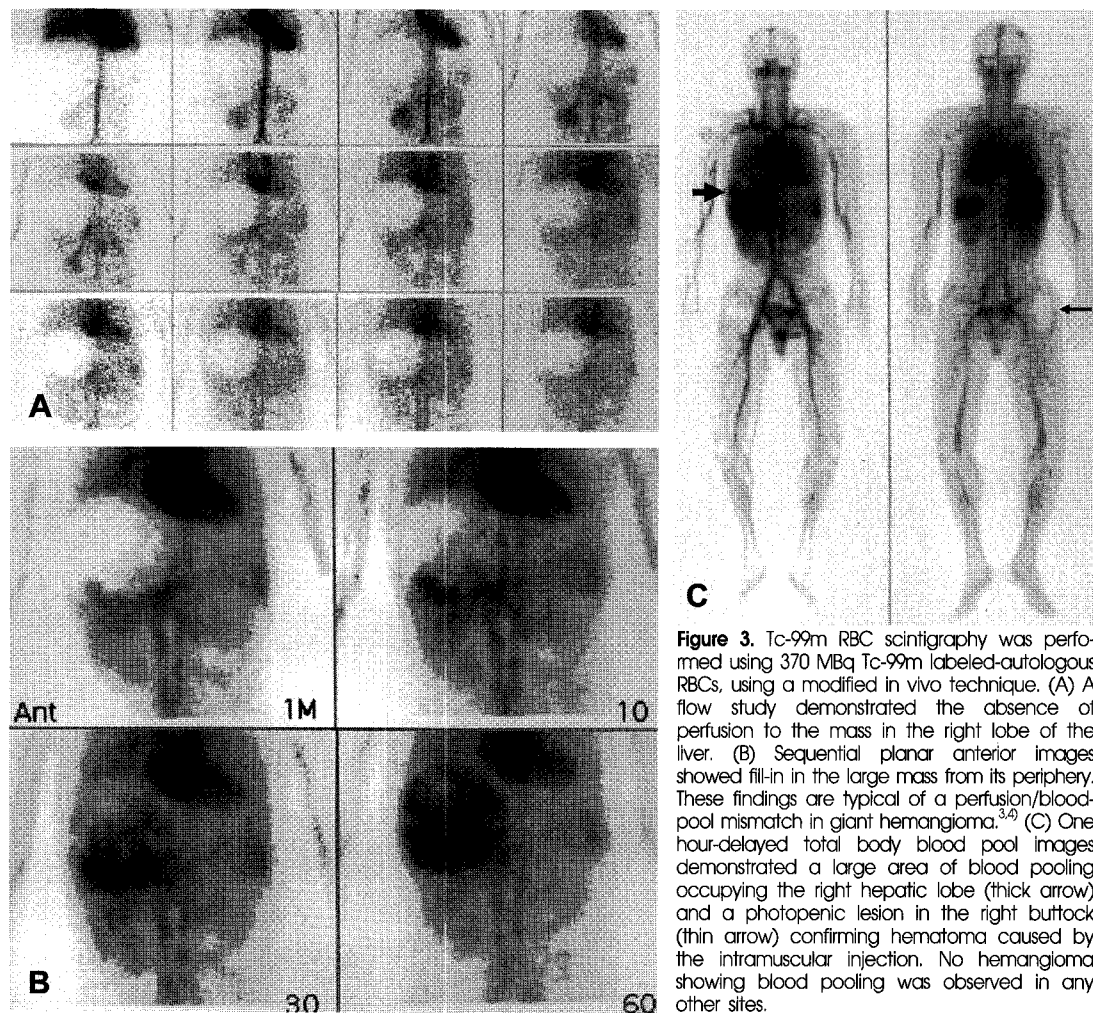 A
Ant
1M
10
B
30
60
C
Figure 3. Tc-99m RBC scintigraphy was perfo-
rmed using 370 MBq Tc-99m labeled-autologous
RBCs, using a modified in vivo technique. (A) A
flow study demonstrated the absence of
perfusion to the mass in the right lobe of the
liver. (B) Sequential planar anterior images
showed fill-in in the large mass from its periphery.
These findings are typical of a perfusion/blood-
pool mismatch in giant hemangioma.3,4) (C) One
hour-delayed total body blood pool images
demonstrated a large area of blood pooling
occupying the right hepatic lobe (thick arrow)
and a photopenic lesion in the right buttock
(thin arrow) confirming hematoma caused by
the intramuscular injection. No hemangioma
showing blood pooling was observed in any
other sites.